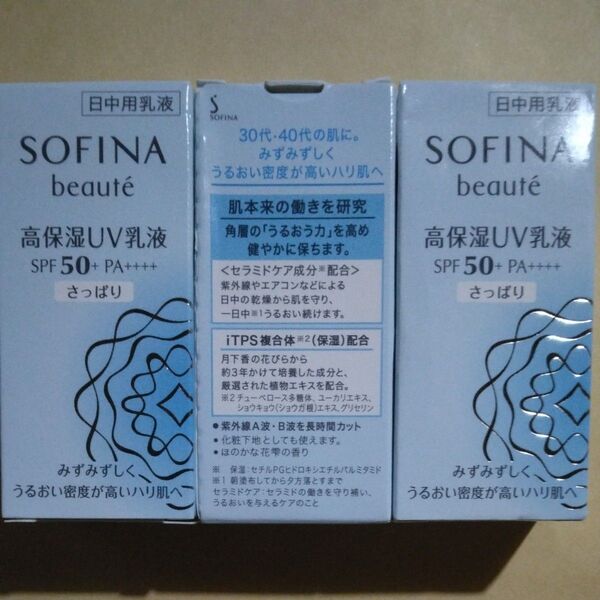 日中用乳液
SOFINA
beauté
高保湿UV乳液
SPF 50+ PA++++
さっぱり
みずみずしく、
うるおい密度が高いハリ肌へ
S
SOFINA
30代・40代の肌に。
みずみずしく
うるおい密度が高いハリ肌へ
肌本来の働きを研究
角層の「うるおう力」を高め
健やかに保ちます。
＜セラミドケア成分※配合＞
紫外線やエアコンなどによる
日中の乾燥から肌を守り、
一日中※1うるおい続けます。
iTPS複合体※2(保湿)配合
月下香の花びらから
約3年かけて培養した成分と、
厳選された植物エキスを配合。
※2 チューベロース多糖体、ユーカリエキス、
ショウキョウ(ショウガ根)エキス、グリセリン
●紫外線A波・B波を長時間カット
・化粧下地としても使えます。
・ほのかな花雫の香り
※ 保湿：セチルPGヒドロキシエチルパルミタミド
※1 朝塗布してから夕方落とすまで
セラミドケア：セラミドの働きを守り補い、
うるおいを与えるケアのこと
日中用乳液
SOFINA
beauté
高保湿UV乳液
SPF 50+ PA++++
さっぱり
みずみずしく、
うるおい密度が高いハリ肌へ